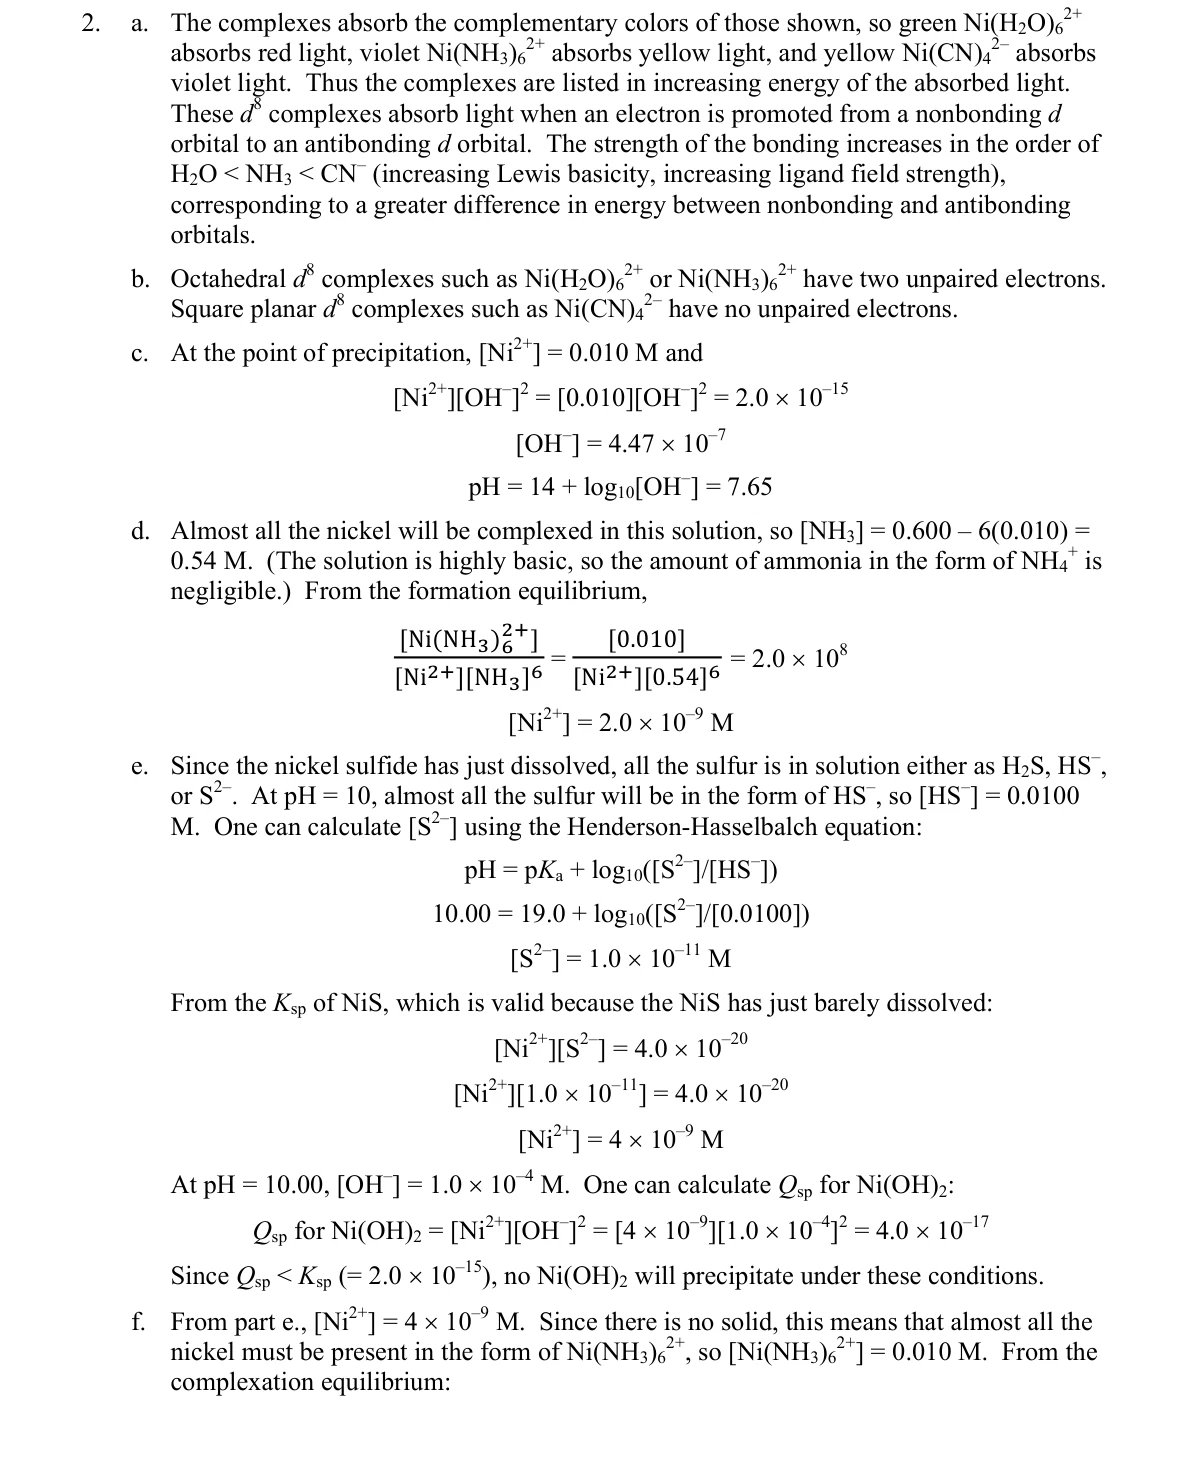 2. a. The complexes absorb the complementary colors of those shown, so green Ni(H₂O)₆²⁺
absorbs red light, violet Ni(NH₃)₆²⁺ absorbs yellow light, and yellow Ni(CN)₄²⁻ absorbs
violet light. Thus the complexes are listed in increasing energy of the absorbed light.
These d⁸ complexes absorb light when an electron is promoted from a nonbonding d
orbital to an antibonding d orbital. The strength of the bonding increases in the order of
H₂O < NH₃ < CN⁻ (increasing Lewis basicity, increasing ligand field strength),
corresponding to a greater difference in energy between nonbonding and antibonding
orbitals.
b. Octahedral d⁸ complexes such as Ni(H₂O)₆²⁺ or Ni(NH₃)₆²⁺ have two unpaired electrons.
Square planar d⁸ complexes such as Ni(CN)₄²⁻ have no unpaired electrons.
c. At the point of precipitation, [Ni²⁺] = 0.010 M and
[Ni²⁺][OH⁻]² = [0.010][OH⁻]² = 2.0 × 10⁻¹⁵
[OH⁻] = 4.47 × 10⁻⁷
pH = 14 + log₁₀[OH⁻] = 7.65
d. Almost all the nickel will be complexed in this solution, so [NH₃] = 0.600 – 6(0.010) =
0.54 M. (The solution is highly basic, so the amount of ammonia in the form of NH₄⁺ is
negligible.) From the formation equilibrium,
[Ni(NH₃)₆²⁺] / [Ni²⁺][NH₃]⁶ = [0.010] / [Ni²⁺][0.54]⁶ = 2.0 × 10⁸
[Ni²⁺] = 2.0 × 10⁻⁹ M
e. Since the nickel sulfide has just dissolved, all the sulfur is in solution either as H₂S, HS⁻,
or S²⁻. At pH = 10, almost all the sulfur will be in the form of HS⁻, so [HS⁻] = 0.0100
M. One can calculate [S²⁻] using the Henderson-Hasselbalch equation:
pH = pKₐ + log₁₀([S²⁻]/[HS⁻])
10.00 = 19.0 + log₁₀([S²⁻]/[0.0100])
[S²⁻] = 1.0 × 10⁻¹¹ M
From the Kₛₚ of NiS, which is valid because the NiS has just barely dissolved:
[Ni²⁺][S²⁻] = 4.0 × 10⁻²⁰
[Ni²⁺][1.0 × 10⁻¹¹] = 4.0 × 10⁻²⁰
[Ni²⁺] = 4 × 10⁻⁹ M
At pH = 10.00, [OH⁻] = 1.0 × 10⁻⁴ M. One can calculate Qₛₚ for Ni(OH)₂:
Qₛₚ for Ni(OH)₂ = [Ni²⁺][OH⁻]² = [4 × 10⁻⁹][1.0 × 10⁻⁴]² = 4.0 × 10⁻¹⁷
Since Qₛₚ < Kₛₚ (= 2.0 × 10⁻¹⁵), no Ni(OH)₂ will precipitate under these conditions.
f. From part e., [Ni²⁺] = 4 × 10⁻⁹ M. Since there is no solid, this means that almost all the
nickel must be present in the form of Ni(NH₃)₆²⁺, so [Ni(NH₃)₆²⁺] = 0.010 M. From the
complexation equilibrium: